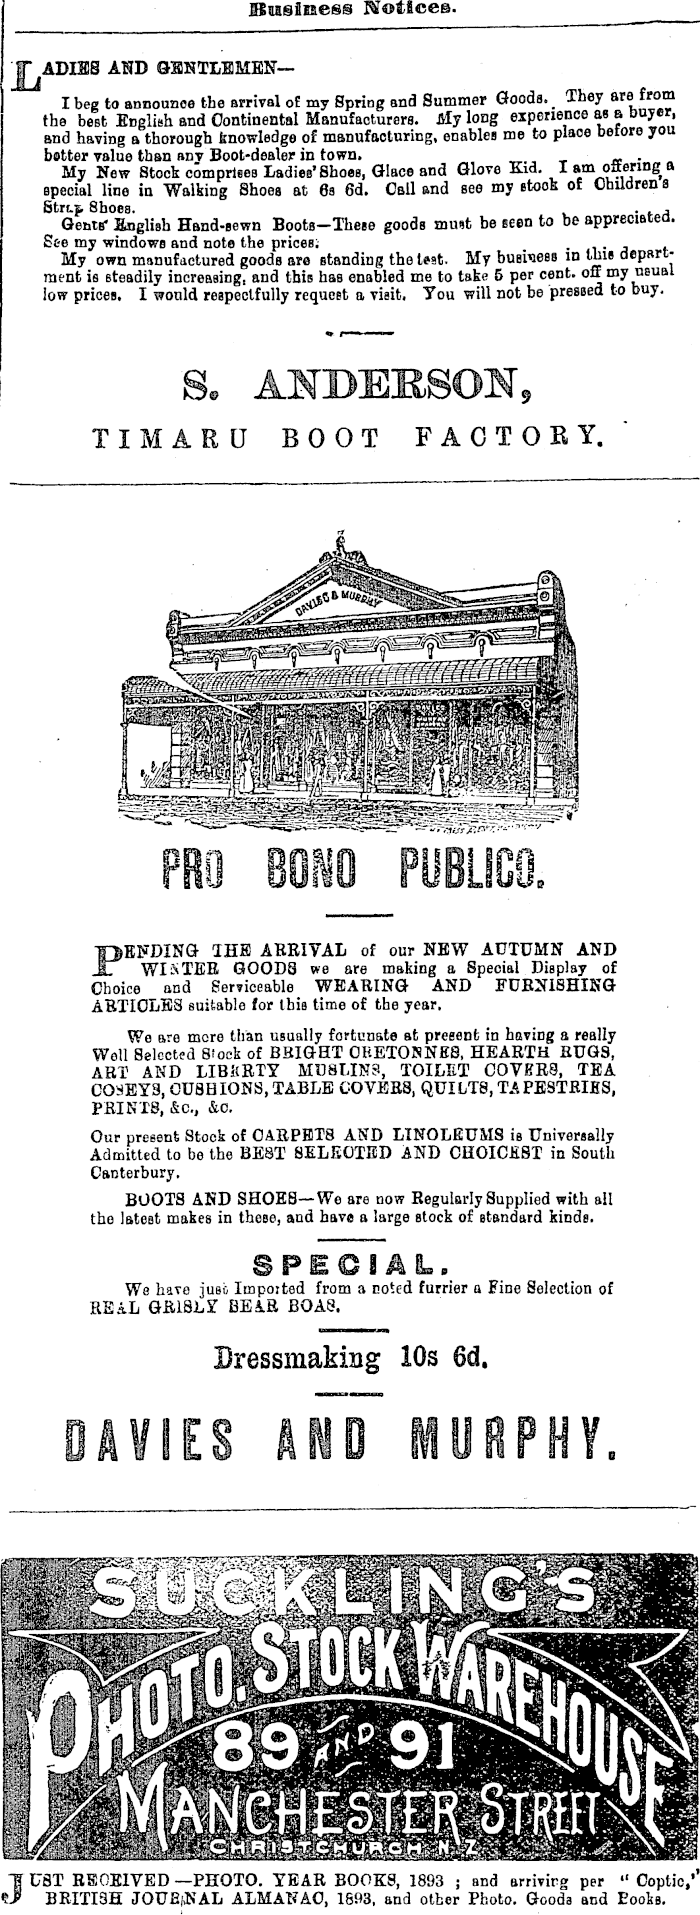 Business Notices.
LADIES AND GENTLEMEN—
I beg to announce the arrival of my Spring and Summer Goods. They are from
the best English and Continental Manufacturers. My long experience as a buyer,
and having a thorough knowledge of manufacturing, enables me to place before you
better value than any Boot-dealer in town.
My New Stock comprises Ladies' Shoes, Glace and Glove Kid. I am offering a
special line in Walking Shoes at 6s 6d. Call and see my stock of Children's
Strap Shoes.
Gents' English Hand-sewn Boots—These goods must be seen to be appreciated.
See my windows and note the prices.
My own manufactured goods are standing the test. My business in this depart-
ment is steadily increasing, and this has enabled me to take 5 per cent. off my usual
low prices. I would respectfully request a visit. You will not be pressed to buy.
S. ANDERSON,
TIMARU BOOT FACTORY.
DAVIES & MURPHY
PRO BONO PUBLICO.
PENDING THE ARRIVAL of our NEW AUTUMN AND
WINTER GOODS we are making a Special Display of
Choice and Serviceable WEARING AND FURNISHING
ARTICLES suitable for this time of the year.
We are more than usually fortunate at present in having a really
Well Selected Stock of BRIGHT CRETONNES, HEARTH RUGS,
ART AND LIBERTY MUSLINS, TOILET COVERS, TEA
COSEYS, CUSHIONS, TABLE COVERS, QUILTS, TAPESTRIES,
PRINTS, &c., &c.
Our present Stock of CARPETS AND LINOLEUMS is Universally
Admitted to be the BEST SELECTED AND CHOICEST in South
Canterbury.
BOOTS AND SHOES—We are now Regularly Supplied with all
the latest makes in these, and have a large stock of standard kinds.
SPECIAL.
We have just Imported from a noted furrier a Fine Selection of
REAL GRISLY BEAR BOAS.
Dressmaking 10s 6d.
DAVIES AND MURPHY.
SUCKLING'S
PHOTO. STOCK WAREHOUSE
89 AND 91
MANCHESTER STREET
CHRISTCHURCH N.Z.
JUST RECEIVED—PHOTO. YEAR BOOKS, 1893 ; and arriving per "Coptic,"
BRITISH JOURNAL ALMANAC, 1893, and other Photo. Goods and Books.